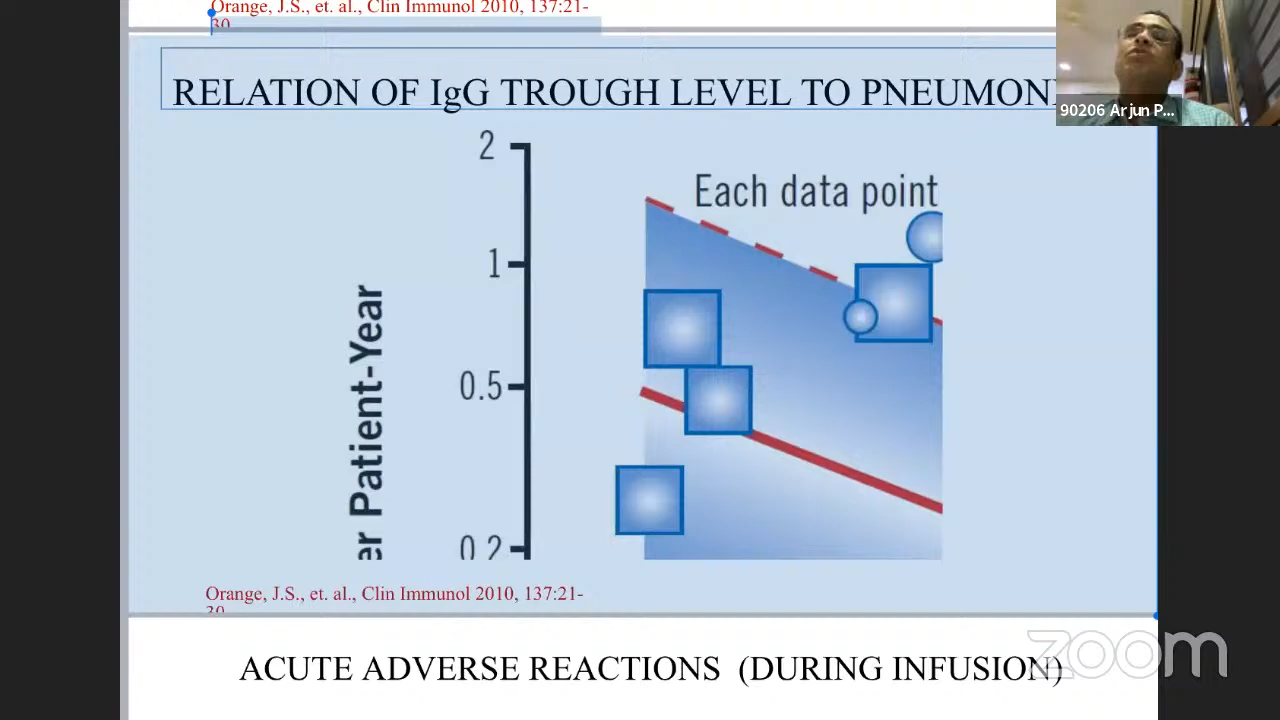 Orange, J.S., et. al., Clin Immunol 2010, 137:21-
30
RELATION OF IgG TROUGH LEVEL TO
90206 Arjun P...
2
Each data point
1
0.5
0.2
er Patient-Year
Orange, J.S., et. al., Clin Immunol 2010, 137:21-
30
zoom
ACUTE ADVERSE REACTIONS (DURING INFUSION)